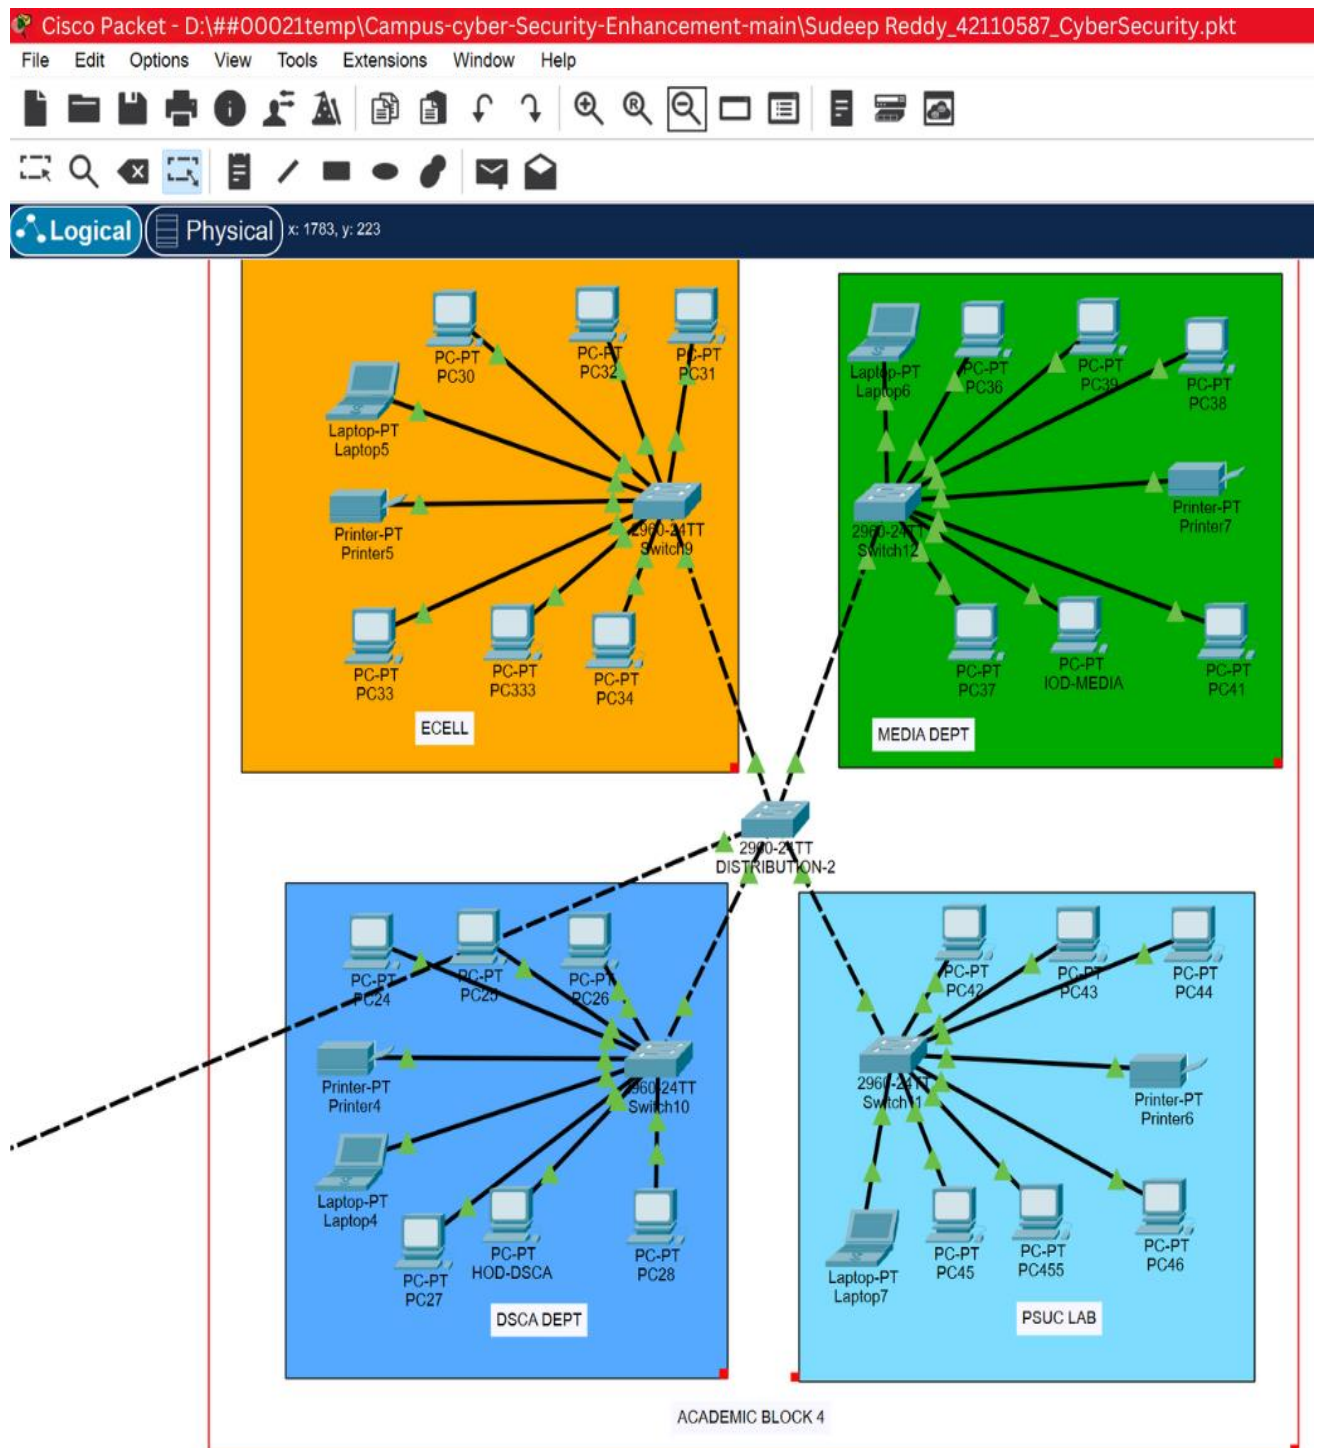 Cisco Packet - D:\##00021temp\Campus-cyber-Security-Enhancement-main\Sudeep Reddy_42110587_CyberSecurity.pkt
File Edit Options View Tools Extensions Window Help
Logical Physical x: 1783, y: 223
PC-PT
PC30
PC-PT
PC32
PC-PT
PC31
Laptop-PT
Laptop5
Printer-PT
Printer5
2960-24TT
Switch9
PC-PT
PC33
PC-PT
PC333
PC-PT
PC34
ECELL
Laptop-PT
Laptop6
PC-PT
PC36
PC-PT
PC39
PC-PT
PC38
2960-24TT
Switch12
Printer-PT
Printer7
PC-PT
PC37
PC-PT
IOD-MEDIA
PC-PT
PC41
MEDIA DEPT
2960-24TT
DISTRIBUTION-2
PC-PT
PC24
PC-PT
PC25
PC-PT
PC26
Printer-PT
Printer4
960-24TT
Switch10
Laptop-PT
Laptop4
PC-PT
PC27
PC-PT
HOD-DSCA
PC-PT
PC28
DSCA DEPT
PC-PT
PC42
PC-PT
PC43
PC-PT
PC44
2960-24TT
Switch11
Printer-PT
Printer6
Laptop-PT
Laptop7
PC-PT
PC45
PC-PT
PC455
PC-PT
PC46
PSUC LAB
ACADEMIC BLOCK 4